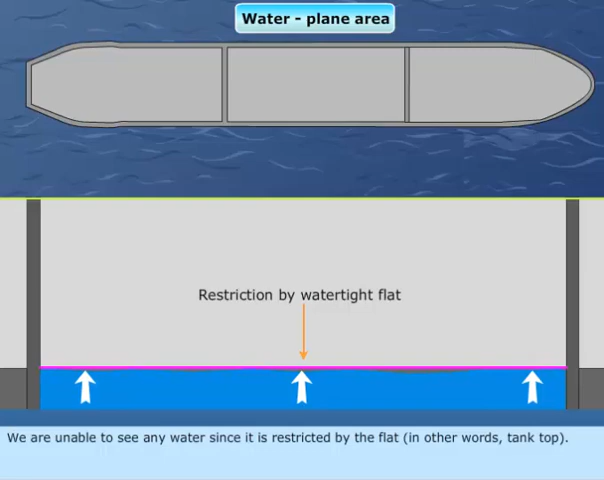 Water - plane area
Restriction by watertight flat
We are unable to see any water since it is restricted by the flat (in other words, tank top).